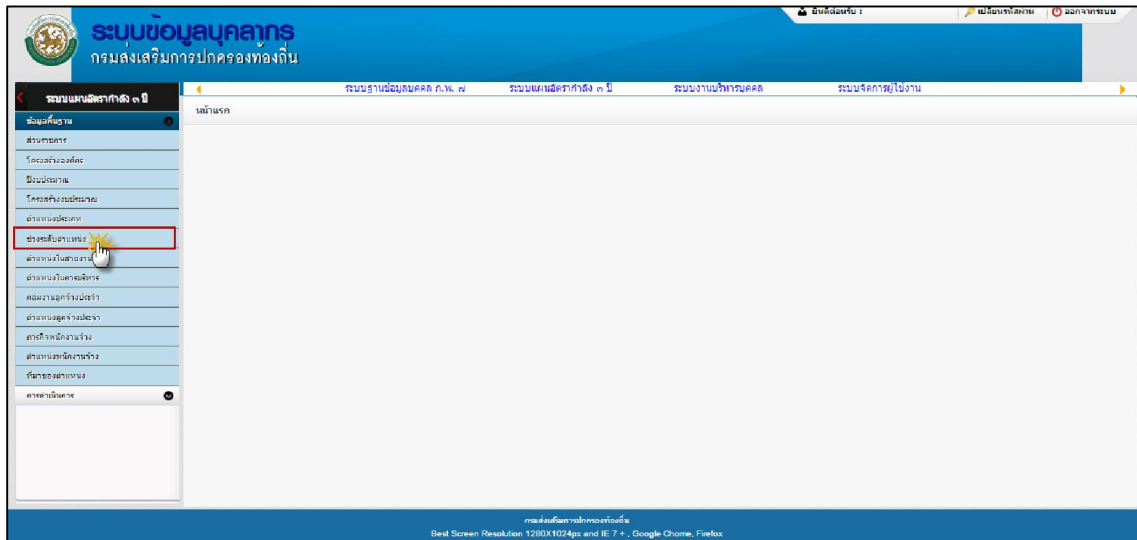 ยินดีต้อนรับ :
เปลี่ยนรหัสผ่าน
ออกจากระบบ
ระบบข้อมูลบุคลากร
กรมส่งเสริมการปกครองท้องถิ่น
ระบบแผนอัตรากำลัง ๓ ปี
ระบบฐานข้อมูลบุคคล ก.พ. ๗
ระบบแผนอัตรากำลัง ๓ ปี
ระบบงานบริหารบุคคล
ระบบจัดการผู้ใช้งาน
หน้าแรก
ข้อมูลพื้นฐาน
ส่วนราชการ
โครงสร้างองค์กร
ปีงบประมาณ
โครงสร้างงบประมาณ
ตำแหน่งประเภท
ช่วงระดับตำแหน่ง
ตำแหน่งในสายงาน
ตำแหน่งในการบริหาร
กลุ่มงานลูกจ้างประจำ
ตำแหน่งลูกจ้างประจำ
ภารกิจพนักงานจ้าง
ตำแหน่งพนักงานจ้าง
ที่มาของตำแหน่ง
การดำเนินการ
กรมส่งเสริมการปกครองท้องถิ่น
Best Screen Resolution 1280X1024px and IE 7 + , Google Chome, Firefox